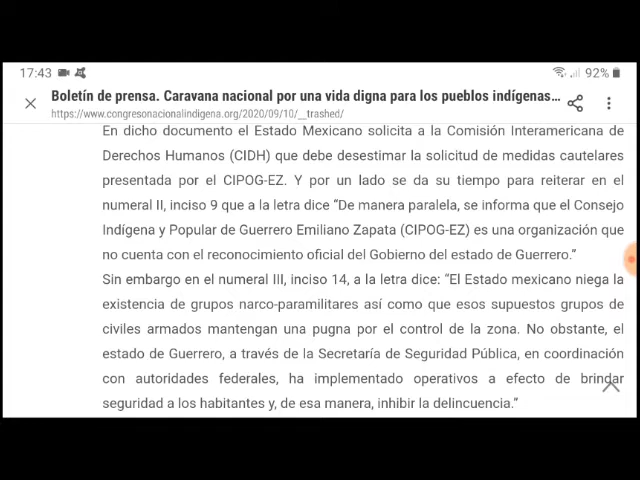 17:43 92%
Boletín de prensa. Caravana nacional por una vida digna para los pueblos indígenas...
https://www.congresonacionalindigena.org/2020/09/10/__trashed/
En dicho documento el Estado Mexicano solicita a la Comisión Interamericana de
Derechos Humanos (CIDH) que debe desestimar la solicitud de medidas cautelares
presentada por el CIPOG-EZ. Y por un lado se da su tiempo para reiterar en el
numeral II, inciso 9 que a la letra dice “De manera paralela, se informa que el Consejo
Indígena y Popular de Guerrero Emiliano Zapata (CIPOG-EZ) es una organización que
no cuenta con el reconocimiento oficial del Gobierno del estado de Guerrero.”
Sin embargo en el numeral III, inciso 14, a la letra dice: “El Estado mexicano niega la
existencia de grupos narco-paramilitares así como que esos supuestos grupos de
civiles armados mantengan una pugna por el control de la zona. No obstante, el
estado de Guerrero, a través de la Secretaría de Seguridad Pública, en coordinación
con autoridades federales, ha implementado operativos a efecto de brindar
seguridad a los habitantes y, de esa manera, inhibir la delincuencia.”